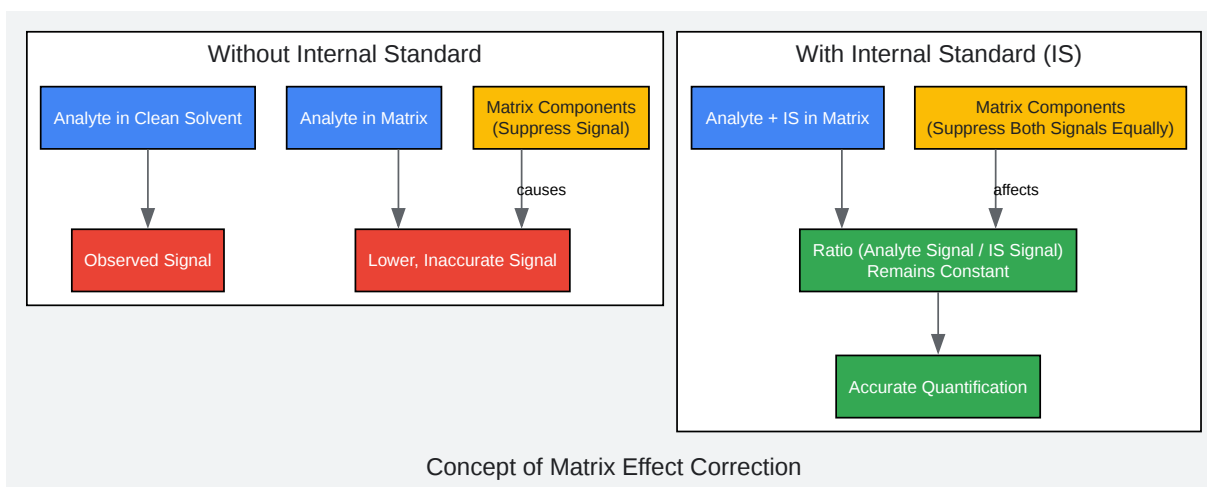 Without Internal Standard
Analyte in Clean Solvent
Analyte in Matrix
Matrix Components
(Suppress Signal)
causes
Observed Signal
Lower, Inaccurate Signal
With Internal Standard (IS)
Analyte + IS in Matrix
Matrix Components
(Suppress Both Signals Equally)
affects
Ratio (Analyte Signal / IS Signal)
Remains Constant
Accurate Quantification
Concept of Matrix Effect Correction